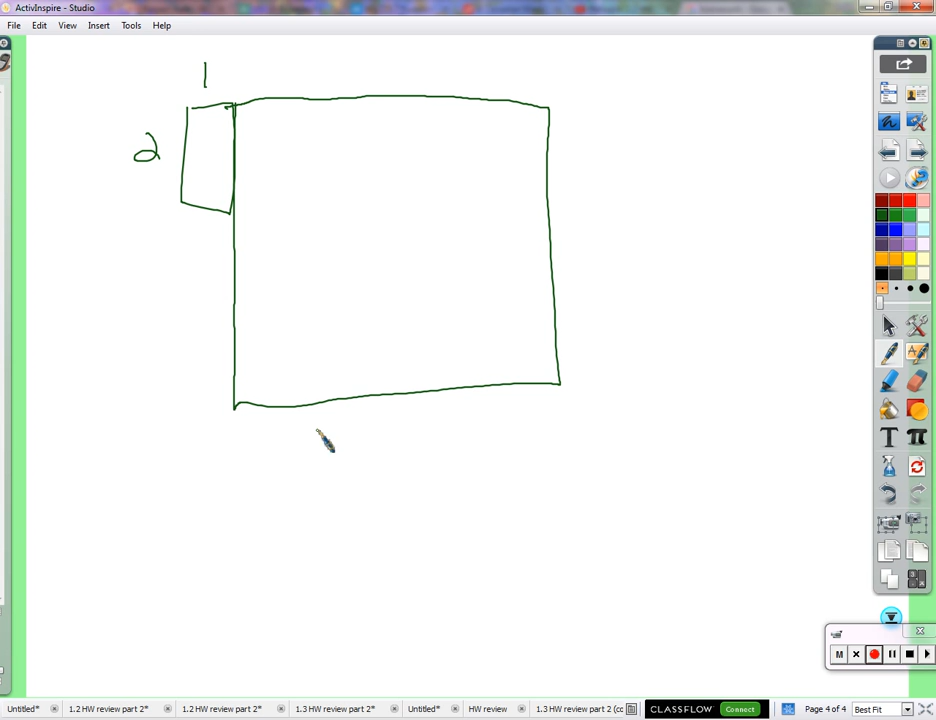 ActivInspire - Studio
File Edit View Insert Tools Help
1
2
M
Untitled* 1.2 HW review part 2* 1.2 HW review part 2* 1.3 HW review part 2* Untitled* HW review 1.3 HW review part 2 (co CLASSFLOW Connect Page 4 of 4 Best Fit